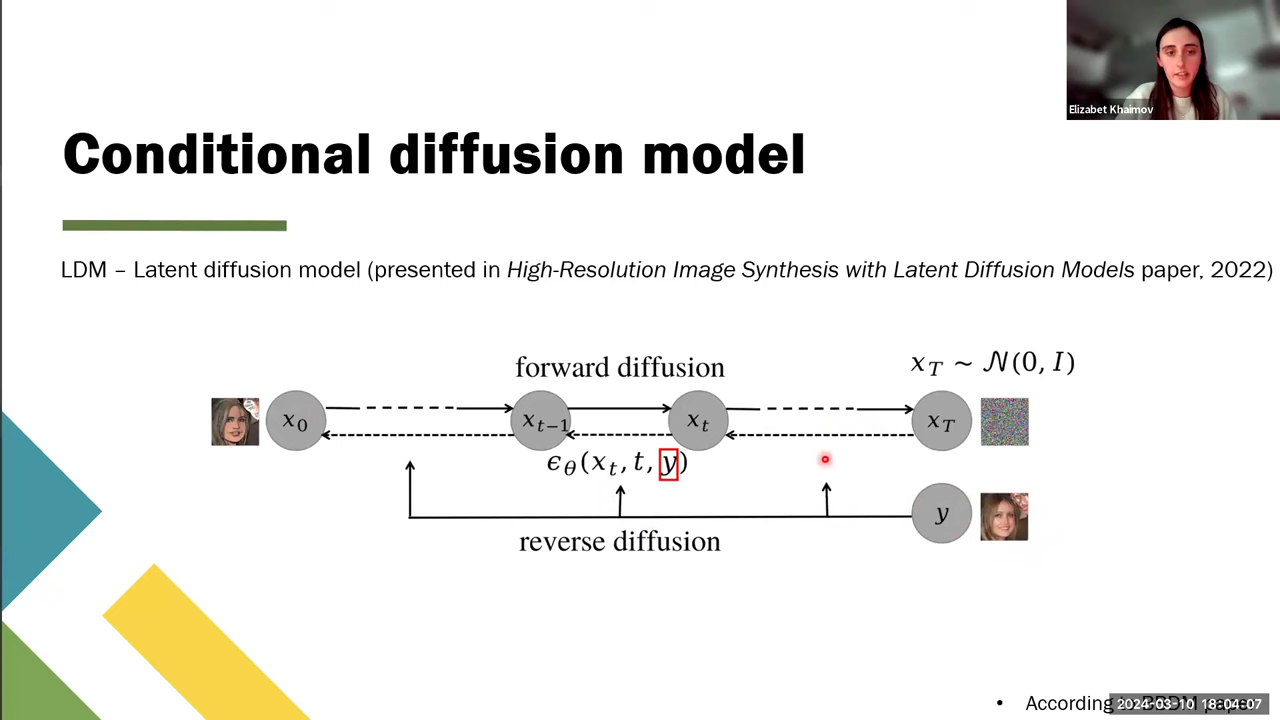 Elizabet Khaimov
Conditional diffusion model
LDM – Latent diffusion model (presented in High-Resolution Image Synthesis with Latent Diffusion Models paper, 2022)
forward diffusion
x_T ~ 𝒩(0, I)
x_0
x_{t−1}
x_t
x_T
ϵ_θ(x_t, t, y)
y
reverse diffusion
• According
2024-03-10 18:04:07